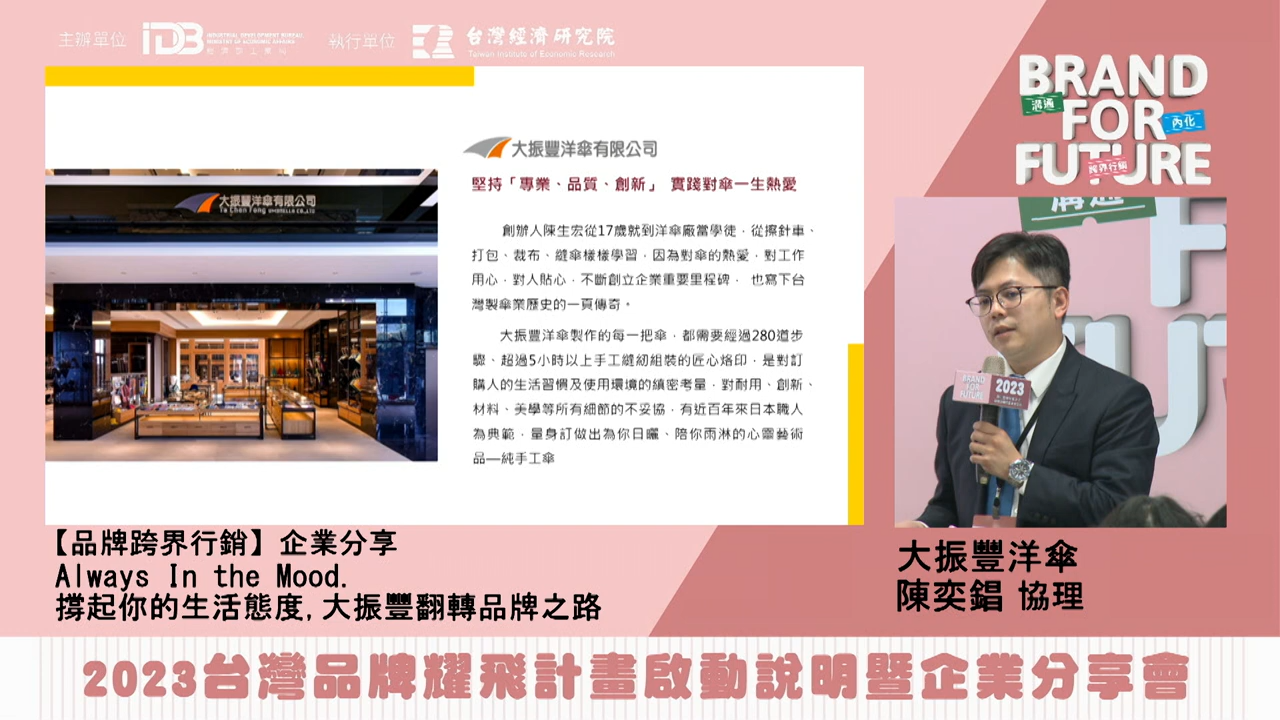 主辦單位
IDB
INDUSTRIAL DEVELOPMENT BUREAU,
MINISTRY OF ECONOMIC AFFAIRS
經濟部工業局
執行單位
台灣經濟研究院
Taiwan Institute of Economic Research
BRAND
FOR
FUTURE
溝通
內化
跨界行銷
大振豐洋傘有限公司
堅持「專業、品質、創新」 實踐對傘一生熱愛
創辦人陳生宏從17歲就到洋傘廠當學徒，從擦針車、
打包、裁布、縫傘樣樣學習，因為對傘的熱愛，對工作
用心，對人貼心，不斷創立企業重要里程碑， 也寫下台
灣製傘業歷史的一頁傳奇。
大振豐洋傘製作的每一把傘，都需要經過280道步
驟、超過5小時以上手工縫紉組裝的匠心烙印，是對訂
購人的生活習慣及使用環境的縝密考量，對耐用、創新、
材料、美學等所有細節的不妥協，有近百年來日本職人
為典範，量身訂做出為你日曬、陪你雨淋的心靈藝術
品—純手工傘
大振豐洋傘有限公司
Ta Chen Fong UMBRELLA CO.,LTD
溝通
BRAND
FOR
FUTURE
2023
【品牌跨界行銷】企業分享
Always In the Mood.
撐起你的生活態度,大振豐翻轉品牌之路
大振豐洋傘
陳奕錩 協理
2023台灣品牌耀飛計畫啟動說明暨企業分享會